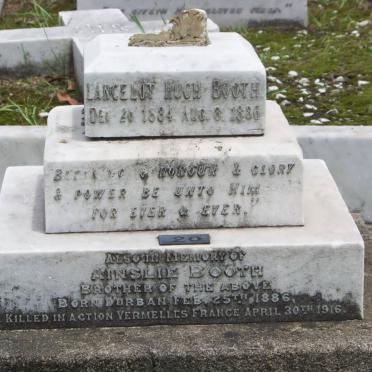 LANCELOT HUGH BOOTH
DEC. 20. 1884. AUG. 8. 1886.
BLESSING & HONOUR & GLORY
& POWER BE UNTO HIM
FOR EVER & EVER."
20
ALSO IN MEMORY OF
AINSLIE BOOTH
BROTHER OF THE ABOVE
BORN DURBAN FEB. 25TH 1886.
KILLED IN ACTION VERMELLES FRANCE APRIL 30TH 1916.